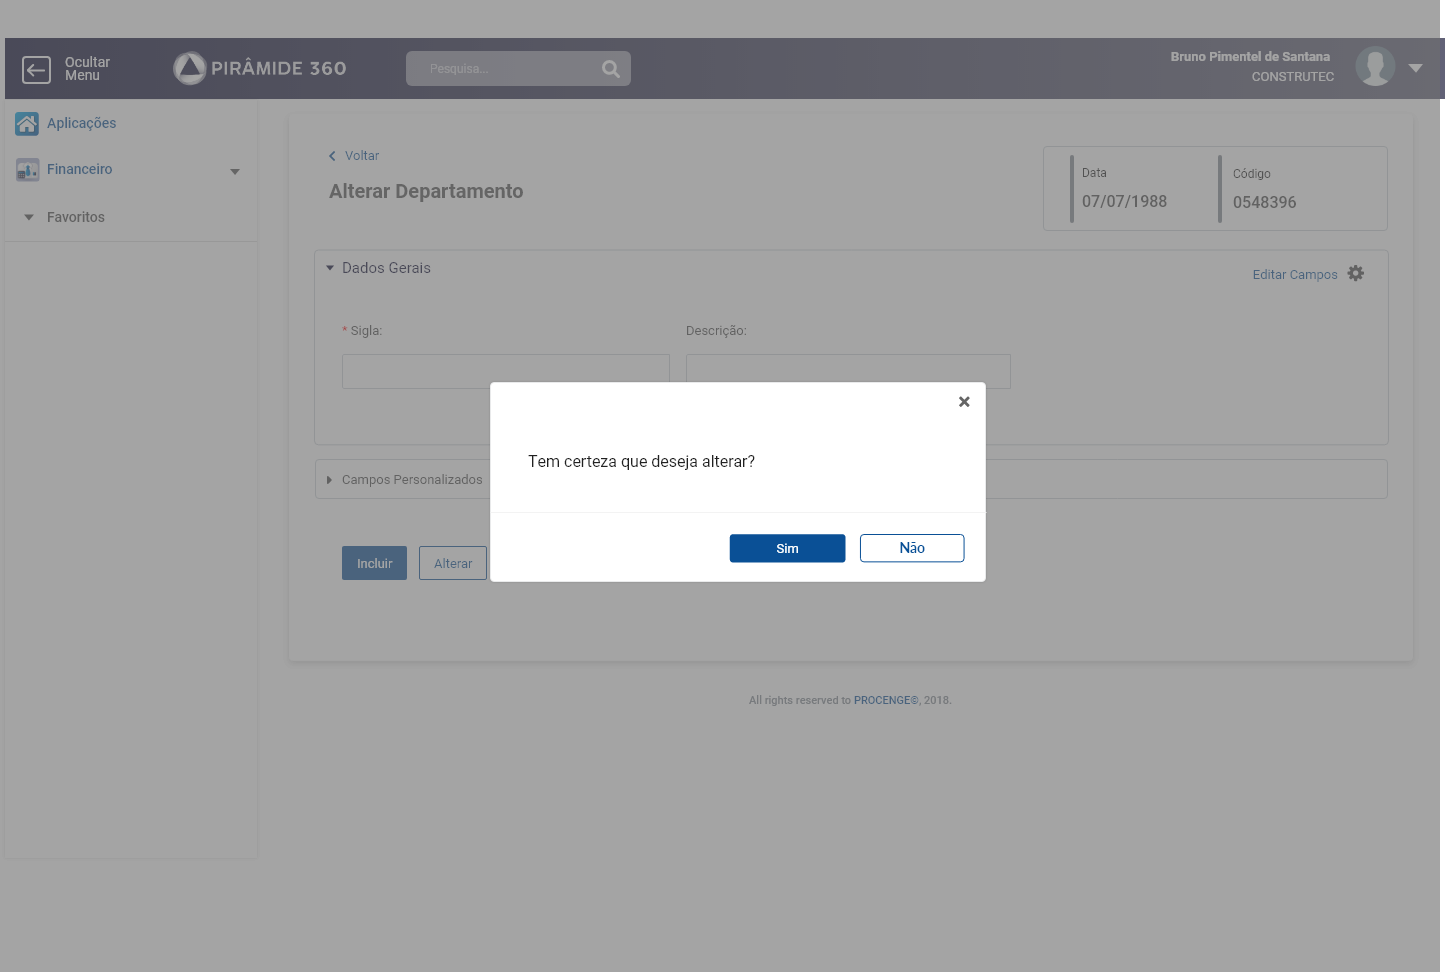 Ocultar
Menu
PIRÂMIDE 360
Pesquise...
Bruno Pimentel de Santana
CONSTRUTEC
Aplicações
Financeiro
Favoritos
Voltar
Alterar Departamento
Data
07/07/1988
Código
0548396
Dados Gerais
Editar Campos
* Sigla:
Descrição:
Tem certeza que deseja alterar?
Campos Personalizados
Sim
Não
Incluir
Alterar
All rights reserved to PROCENGE©, 2018.